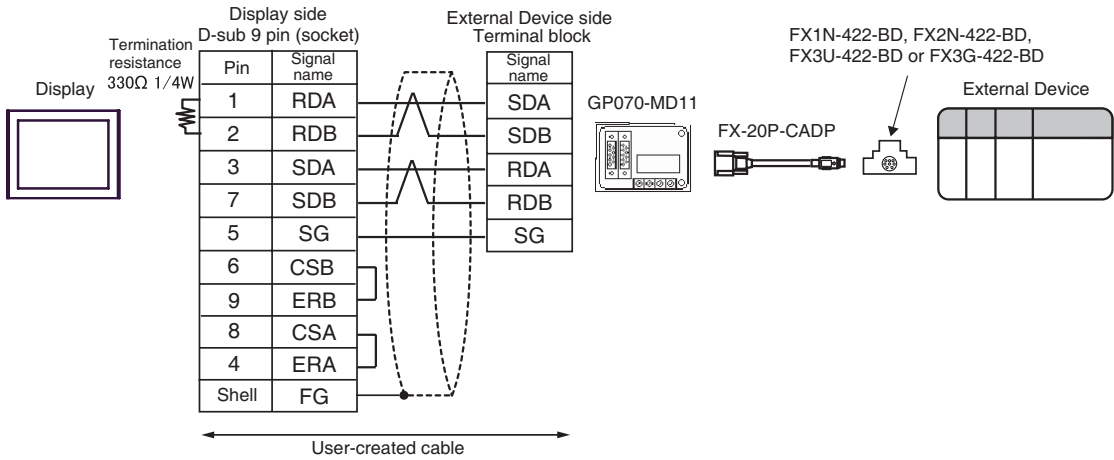 Display side
D-sub 9 pin (socket)
External Device side
Terminal block
Termination
resistance
330Ω 1/4W
Display
Pin
Signal
name
1 RDA
2 RDB
3 SDA
7 SDB
5 SG
6 CSB
9 ERB
8 CSA
4 ERA
Shell FG
Signal
name
SDA
SDB
RDA
RDB
SG
User-created cable
GP070-MD11
FX-20P-CADP
FX1N-422-BD, FX2N-422-BD,
FX3U-422-BD or FX3G-422-BD
External Device